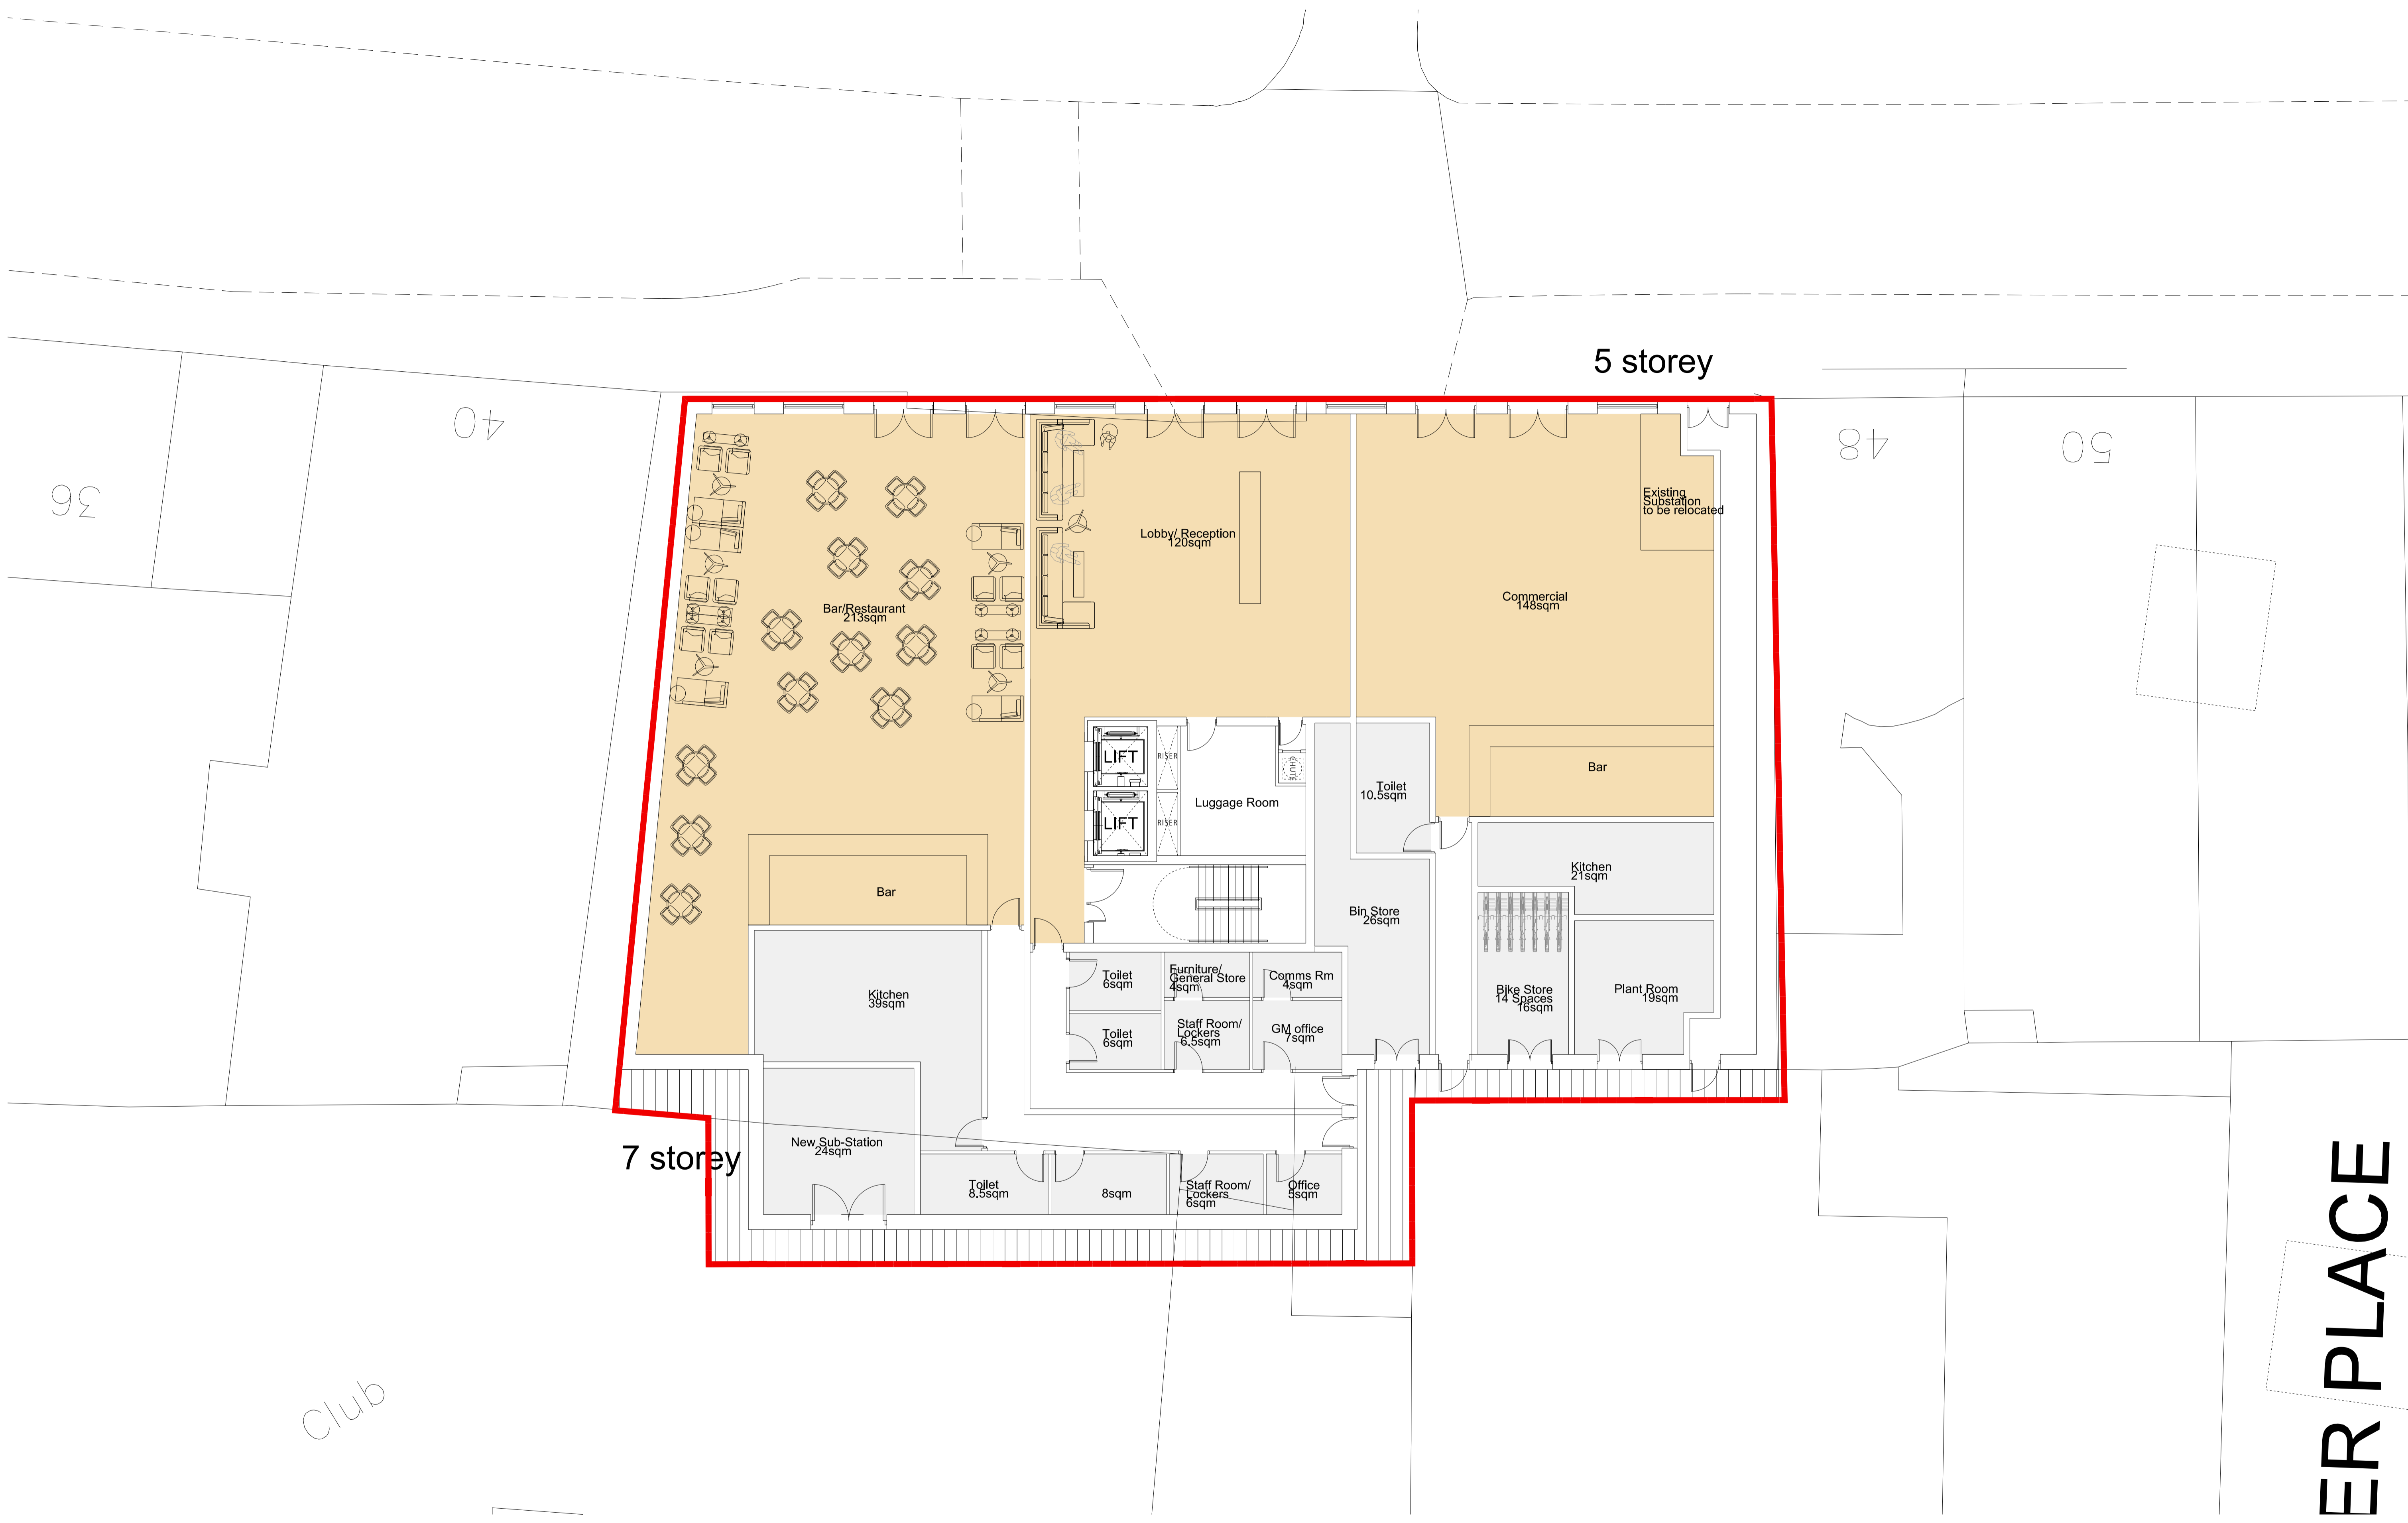 5 storey
40
36
48
50
Existing
Substation
to be relocated
Lobby/ Reception
120sqm
Commercial
148sqm
Bar/Restaurant
213sqm
LIFT
RISER
CHUTE
Bar
Toilet
10.5sqm
Luggage Room
LIFT
RISER
Kitchen
21sqm
Bar
Bin Store
26sqm
Toilet
6sqm
Furniture/
General Store
4sqm
Comms Rm
4sqm
Kitchen
39sqm
Bike Store
14 Spaces
16sqm
Plant Room
19sqm
Toilet
6sqm
Staff Room/
Lockers
6.5sqm
GM office
7sqm
New Sub-Station
24sqm
7 storey
Toilet
8.5sqm
8sqm
Staff Room/
Lockers
6sqm
Office
5sqm
ER PLACE
Club